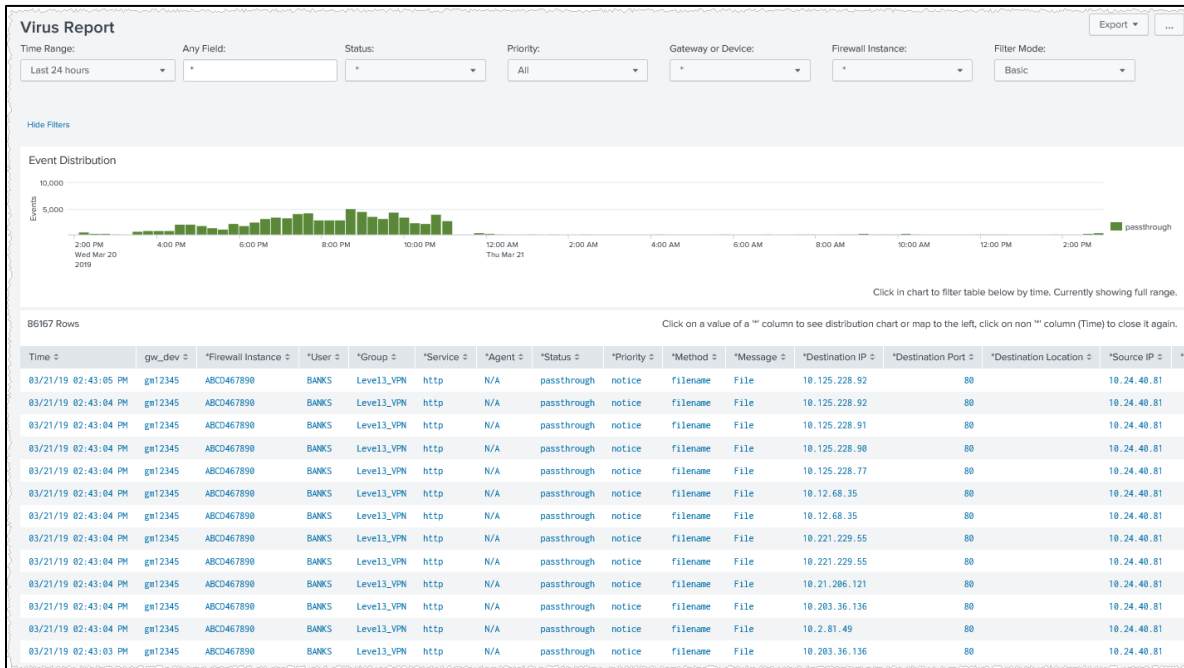 Virus Report
Export ...
Time Range: Any Field: Status: Priority: Gateway or Device: Firewall Instance: Filter Mode:
Last 24 hours * * All * * Basic
Hide Filters
Event Distribution
10,000
5,000
Events
passthrough
2:00 PM 4:00 PM 6:00 PM 8:00 PM 10:00 PM 12:00 AM 2:00 AM 4:00 AM 6:00 AM 8:00 AM 10:00 AM 12:00 PM 2:00 PM
Wed Mar 20 Thu Mar 21
2019
Click in chart to filter table below by time. Currently showing full range.
86167 Rows Click on a value of a "*" column to see distribution chart or map to the left, click on non "*" column (Time) to close it again.
Time gw_dev *Firewall Instance *User *Group *Service *Agent *Status *Priority *Method *Message *Destination IP *Destination Port *Destination Location *Source IP *
03/21/19 02:43:05 PM gm12345 ABCD467890 BANKS Level3_VPN http N/A passthrough notice filename File 10.125.228.92 80 10.24.40.81
03/21/19 02:43:04 PM gm12345 ABCD467890 BANKS Level3_VPN http N/A passthrough notice filename File 10.125.228.92 80 10.24.40.81
03/21/19 02:43:04 PM gm12345 ABCD467890 BANKS Level3_VPN http N/A passthrough notice filename File 10.125.228.91 80 10.24.40.81
03/21/19 02:43:04 PM gm12345 ABCD467890 BANKS Level3_VPN http N/A passthrough notice filename File 10.125.228.90 80 10.24.40.81
03/21/19 02:43:04 PM gm12345 ABCD467890 BANKS Level3_VPN http N/A passthrough notice filename File 10.125.228.77 80 10.24.40.81
03/21/19 02:43:04 PM gm12345 ABCD467890 BANKS Level3_VPN http N/A passthrough notice filename File 10.12.68.35 80 10.24.40.81
03/21/19 02:43:04 PM gm12345 ABCD467890 BANKS Level3_VPN http N/A passthrough notice filename File 10.12.68.35 80 10.24.40.81
03/21/19 02:43:04 PM gm12345 ABCD467890 BANKS Level3_VPN http N/A passthrough notice filename File 10.221.229.55 80 10.24.40.81
03/21/19 02:43:04 PM gm12345 ABCD467890 BANKS Level3_VPN http N/A passthrough notice filename File 10.221.229.55 80 10.24.40.81
03/21/19 02:43:04 PM gm12345 ABCD467890 BANKS Level3_VPN http N/A passthrough notice filename File 10.21.206.121 80 10.24.40.81
03/21/19 02:43:04 PM gm12345 ABCD467890 BANKS Level3_VPN http N/A passthrough notice filename File 10.203.36.136 80 10.24.40.81
03/21/19 02:43:04 PM gm12345 ABCD467890 BANKS Level3_VPN http N/A passthrough notice filename File 10.2.81.49 80 10.24.40.81
03/21/19 02:43:03 PM gm12345 ABCD467890 BANKS Level3_VPN http N/A passthrough notice filename File 10.203.36.136 80 10.24.40.81